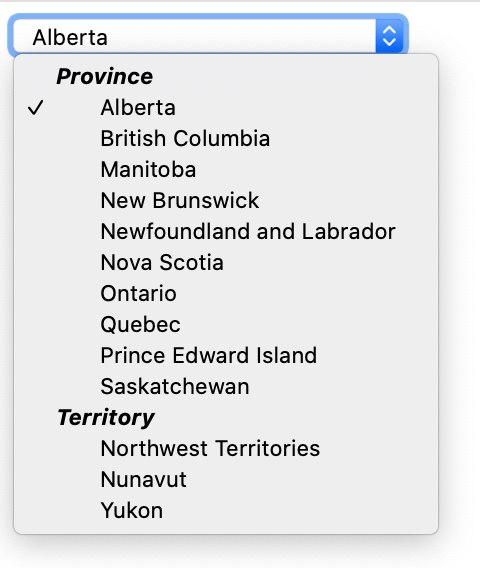 Alberta
Province
✓ Alberta
British Columbia
Manitoba
New Brunswick
Newfoundland and Labrador
Nova Scotia
Ontario
Quebec
Prince Edward Island
Saskatchewan
Territory
Northwest Territories
Nunavut
Yukon